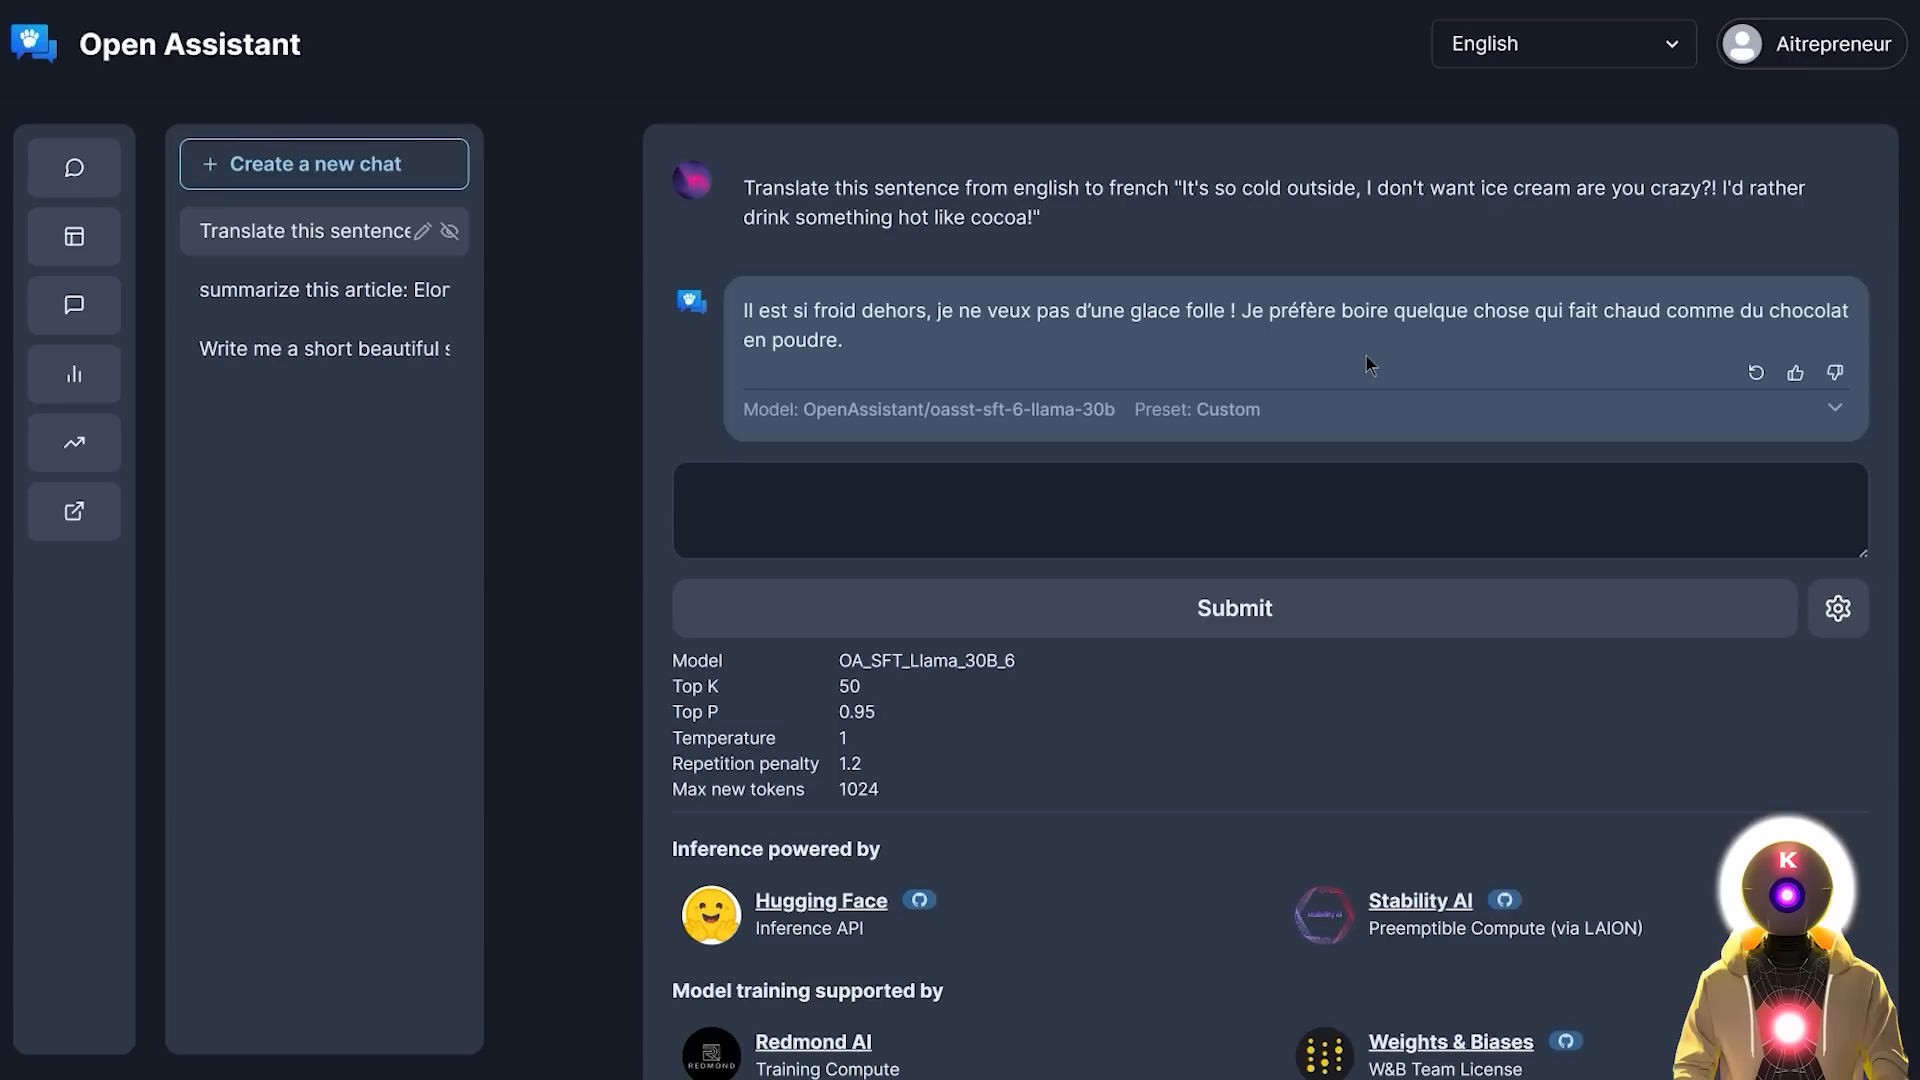 Open Assistant
English
Aitrepreneur
+ Create a new chat
Translate this sentence
summarize this article: Elon
Write me a short beautiful s
Translate this sentence from english to french "It's so cold outside, I don't want ice cream are you crazy?! I'd rather
drink something hot like cocoa!"
Il est si froid dehors, je ne veux pas d’une glace folle ! Je préfère boire quelque chose qui fait chaud comme du chocolat
en poudre.
Model: OpenAssistant/oasst-sft-6-llama-30b Preset: Custom
Submit
Model OA_SFT_Llama_30B_6
Top K 50
Top P 0.95
Temperature 1
Repetition penalty 1.2
Max new tokens 1024
Inference powered by
Hugging Face
Inference API
stability ai
Stability AI
Preemptible Compute (via LAION)
K
Model training supported by
REDMOND
Redmond AI
Training Compute
Weights & Biases
W&B Team License